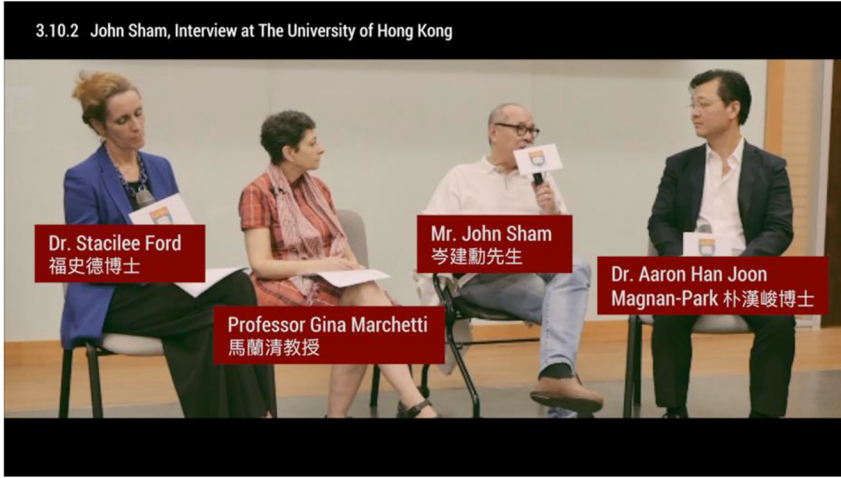 3.10.2 John Sham, Interview at The University of Hong Kong
Dr. Stacilee Ford
福史德博士
Professor Gina Marchetti
馬蘭清教授
Mr. John Sham
岑建勳先生
Dr. Aaron Han Joon
Magnan-Park 朴漢峻博士